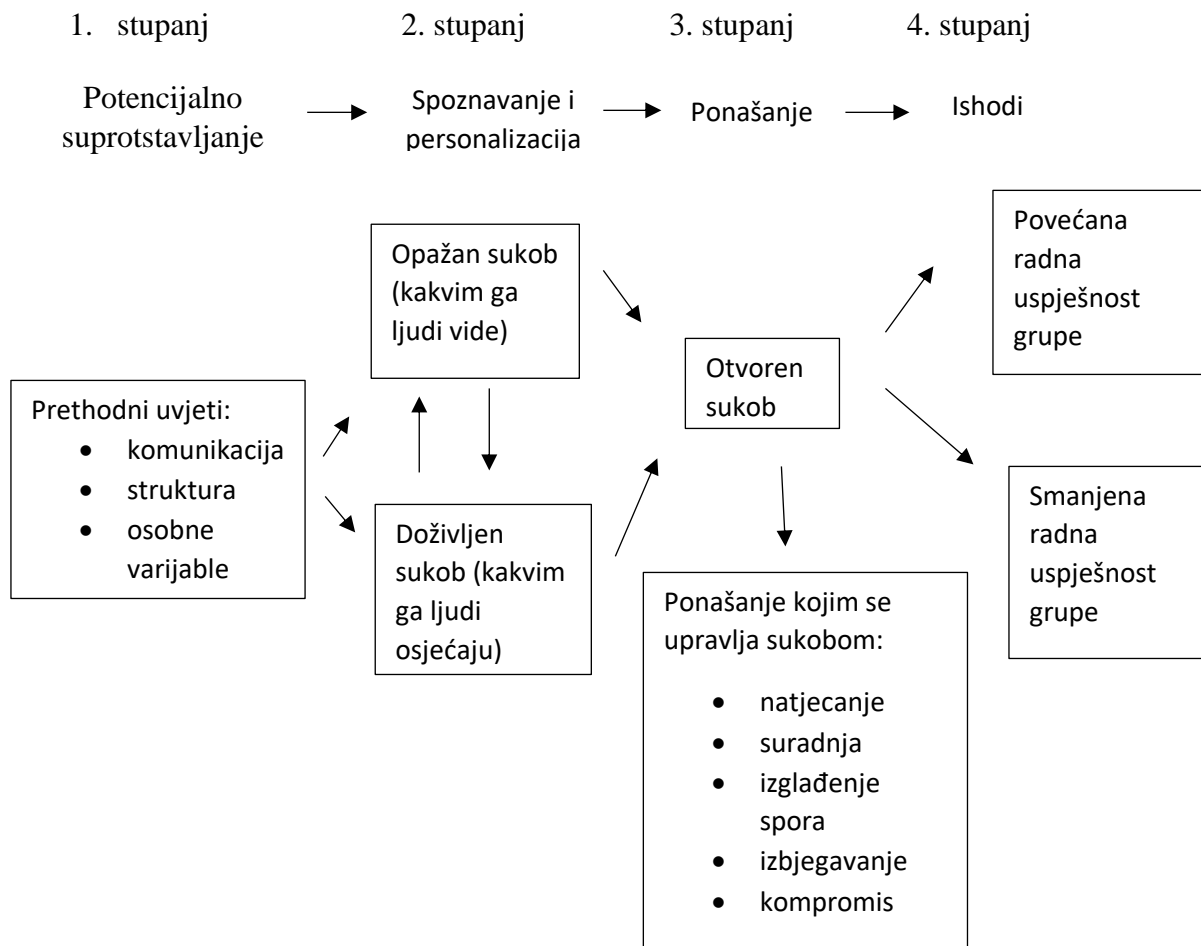 1. stupanj
2. stupanj
3. stupanj
4. stupanj
Potencijalno
suprotstavljanje
Spoznavanje i
personalizacija
Ponašanje
Ishodi
Prethodni uvjeti:
• komunikacija
• struktura
• osobne
varijable
Opažan sukob
(kakvim ga
ljudi vide)
Doživljen
sukob (kakvim
ga ljudi
osjećaju)
Otvoren
sukob
Ponašanje kojim se
upravlja sukobom:
• natjecanje
• suradnja
• izglađenje
spora
• izbjegavanje
• kompromis
Povećana
radna
uspješnost
grupe
Smanjena
radna
uspješnost
grupe